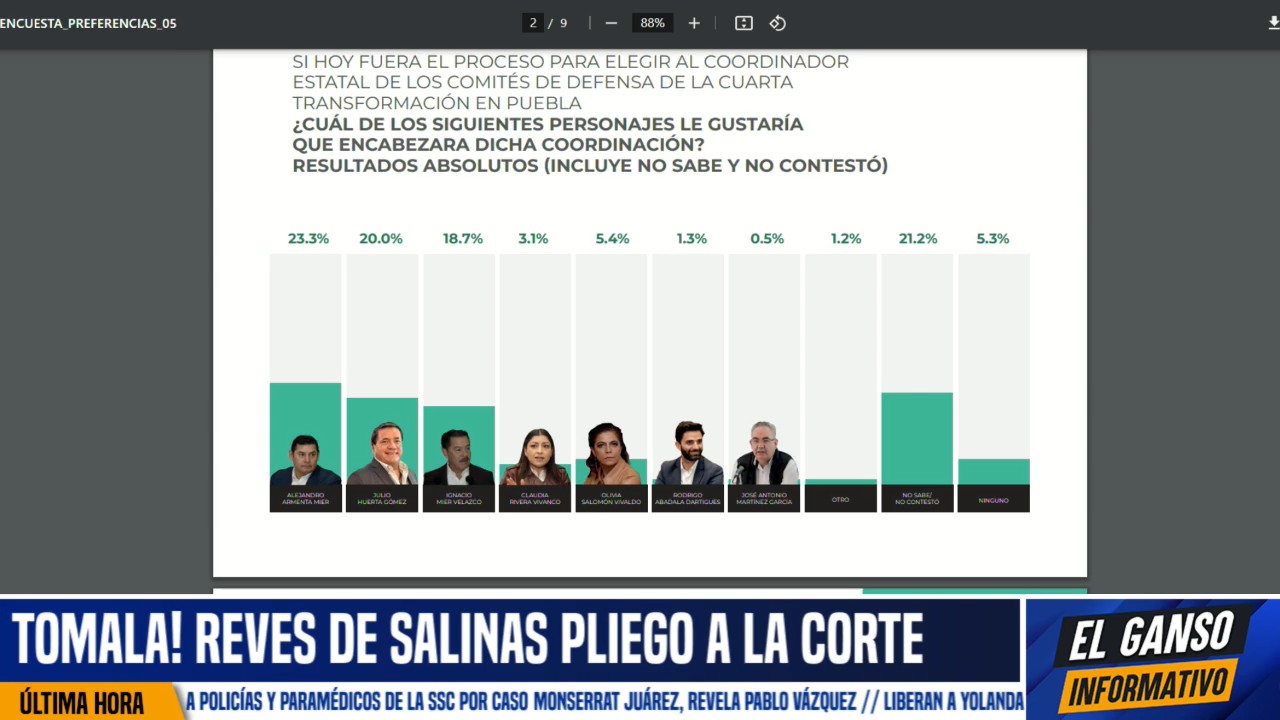 ENCUESTA_PREFERENCIAS_05
2 / 9
88%
SI HOY FUERA EL PROCESO PARA ELEGIR AL COORDINADOR
ESTATAL DE LOS COMITÉS DE DEFENSA DE LA CUARTA
TRANSFORMACIÓN EN PUEBLA
¿CUÁL DE LOS SIGUIENTES PERSONAJES LE GUSTARÍA
QUE ENCABEZARA DICHA COORDINACIÓN?
RESULTADOS ABSOLUTOS (INCLUYE NO SABE Y NO CONTESTÓ)
23.3% 20.0% 18.7% 3.1% 5.4% 1.3% 0.5% 1.2% 21.2% 5.3%
ALEJANDRO
ARMENTA MIER
JULIO
HUERTA GÓMEZ
IGNACIO
MIER VELAZCO
CLAUDIA
RIVERA VIVANCO
OLIVIA
SALOMÓN VIVALDO
RODRIGO
ABADALA DARTIGUES
JOSÉ ANTONIO
MARTÍNEZ GARCÍA
OTRO
NO SABE/
NO CONTESTÓ
NINGUNO
TOMALA! REVES DE SALINAS PLIEGO A LA CORTE
EL GANSO
INFORMATIVO
ÚLTIMA HORA
A POLICÍAS Y PARAMÉDICOS DE LA SSC POR CASO MONSERRAT JUÁREZ, REVELA PABLO VÁZQUEZ // LIBERAN A YOLANDA